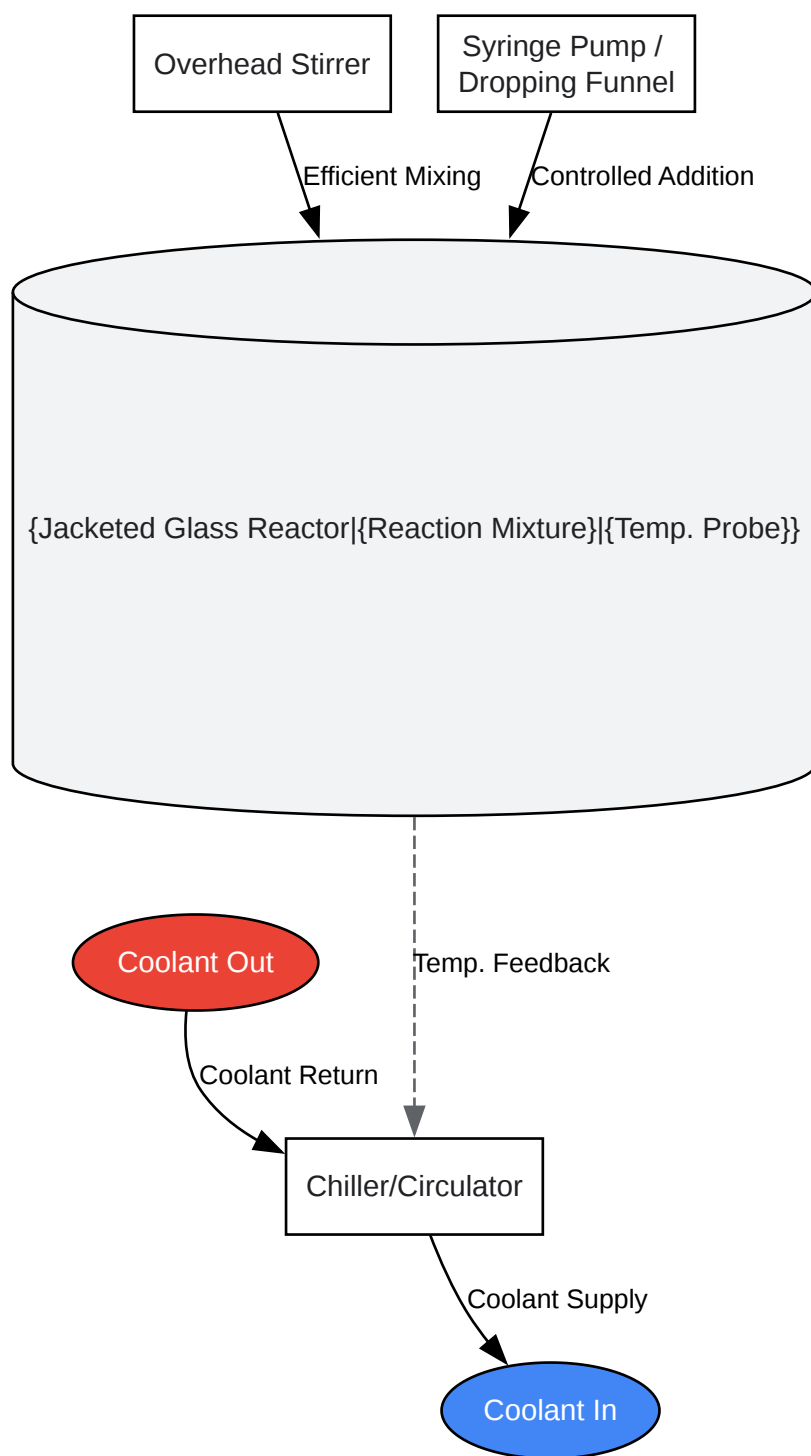 Overhead Stirrer
Syringe Pump /
Dropping Funnel
Efficient Mixing
Controlled Addition
{Jacketed Glass Reactor|{Reaction Mixture}|{Temp. Probe}}
Coolant Out
Temp. Feedback
Coolant Return
Chiller/Circulator
Coolant Supply
Coolant In